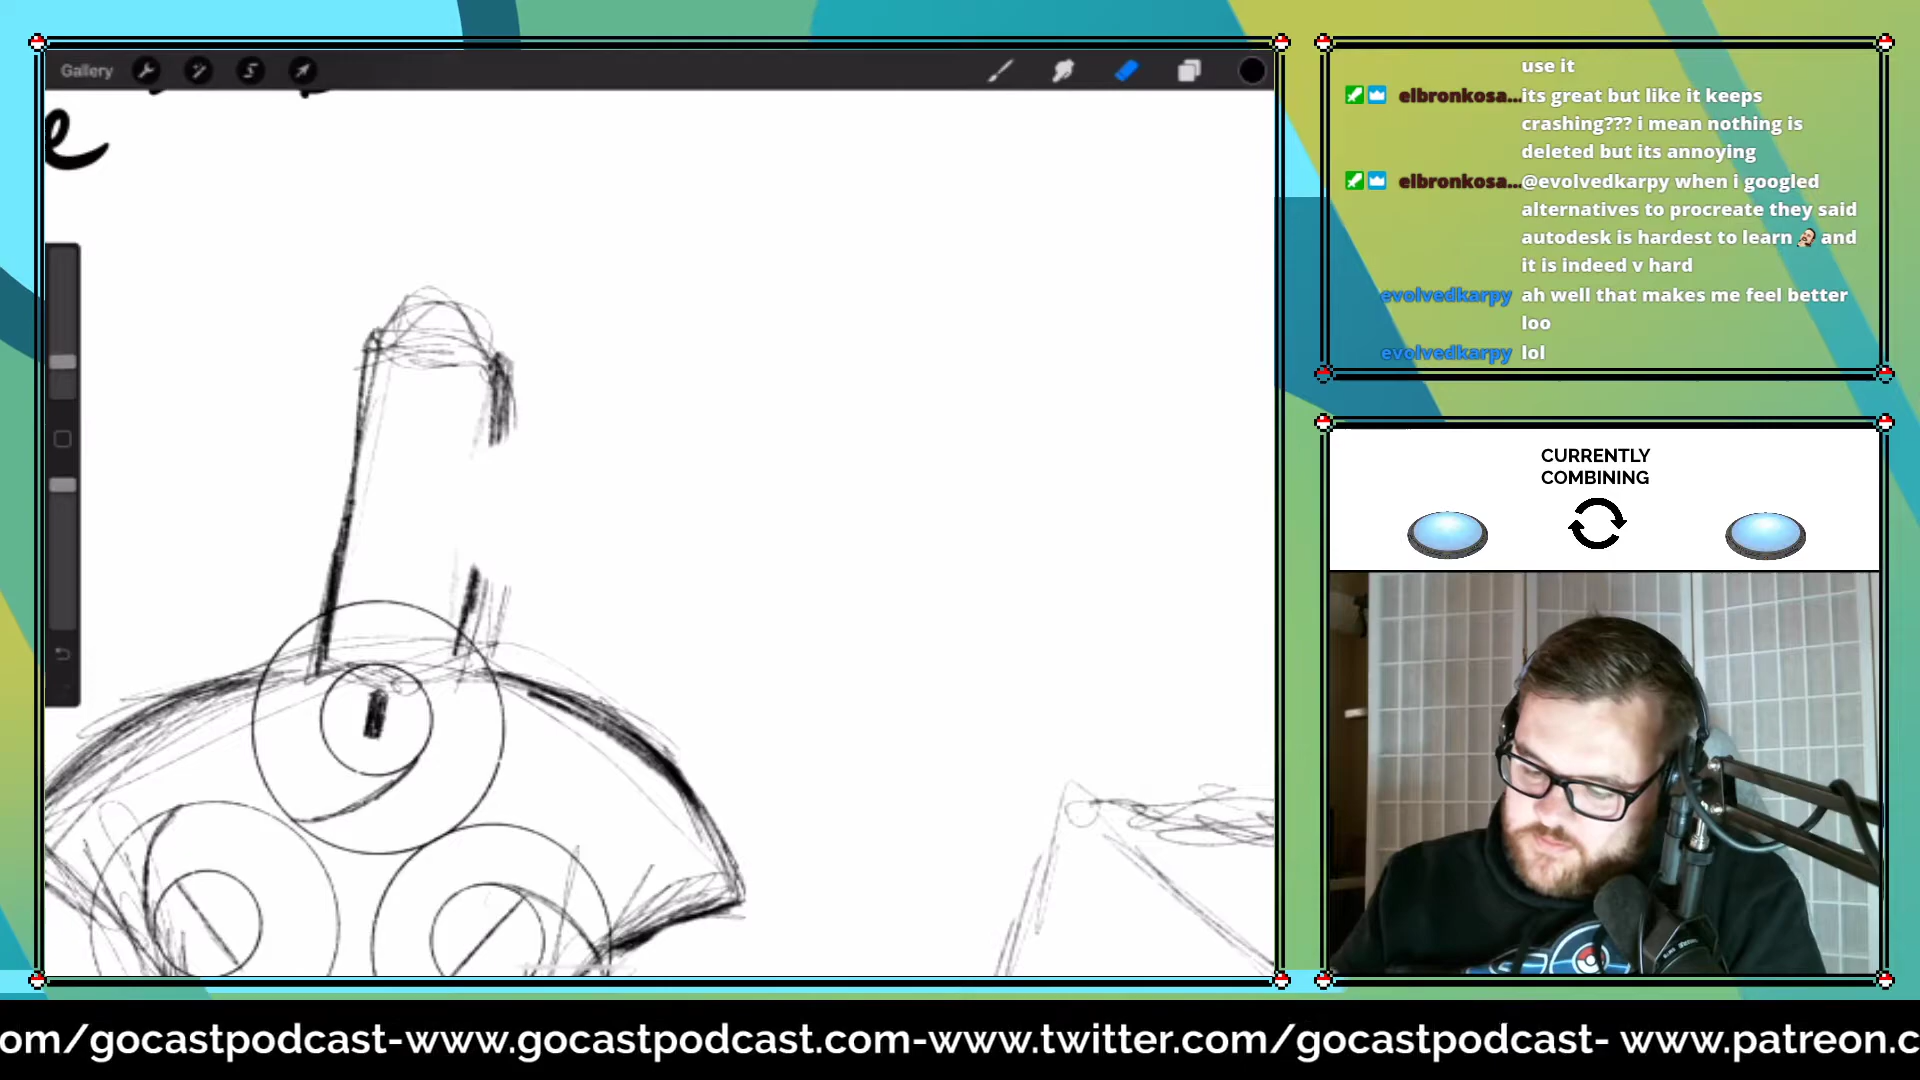 Gallery
e
use it
elbronkosa... its great but like it keeps
crashing??? i mean nothing is
deleted but its annoying
elbronkosa... @evolvedkarpy when i googled
alternatives to procreate they said
autodesk is hardest to learn and
it is indeed v hard
evolvedkarpy ah well that makes me feel better
loo
evolvedkarpy lol
CURRENTLY
COMBINING
om/gocastpodcast-www.gocastpodcast.com-www.twitter.com/gocastpodcast- www.patreon.c